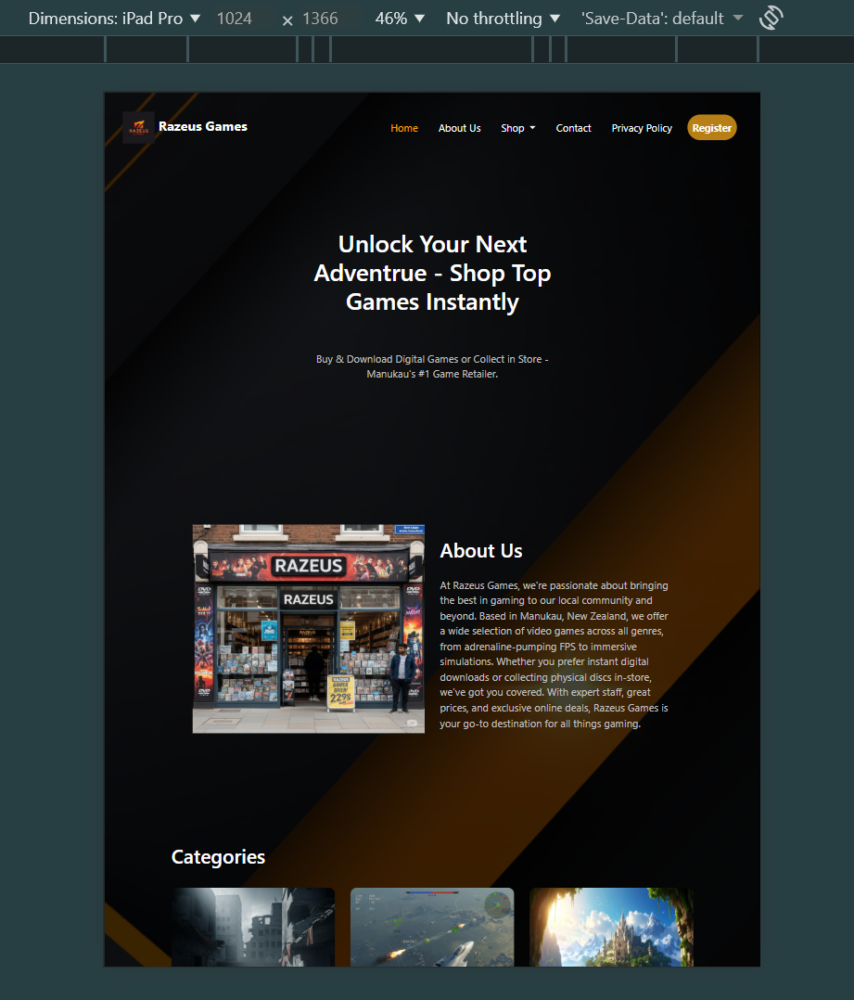 Dimensions: iPad Pro 1024 × 1366 46% No throttling 'Save-Data': default
RAZEUS
Razeus Games
Home About Us Shop Contact Privacy Policy Register
Unlock Your Next
Adventrue - Shop Top
Games Instantly
Buy & Download Digital Games or Collect in Store -
Manukau's #1 Game Retailer.
RAZEUS
RAZEUS
DVD
DVD
RAZEUS
About Us
At Razeus Games, we're passionate about bringing
the best in gaming to our local community and
beyond. Based in Manukau, New Zealand, we offer
a wide selection of video games across all genres,
from adrenaline-pumping FPS to immersive
simulations. Whether you prefer instant digital
downloads or collecting physical discs in-store,
we've got you covered. With expert staff, great
prices, and exclusive online deals, Razeus Games is
your go-to destination for all things gaming.
Categories